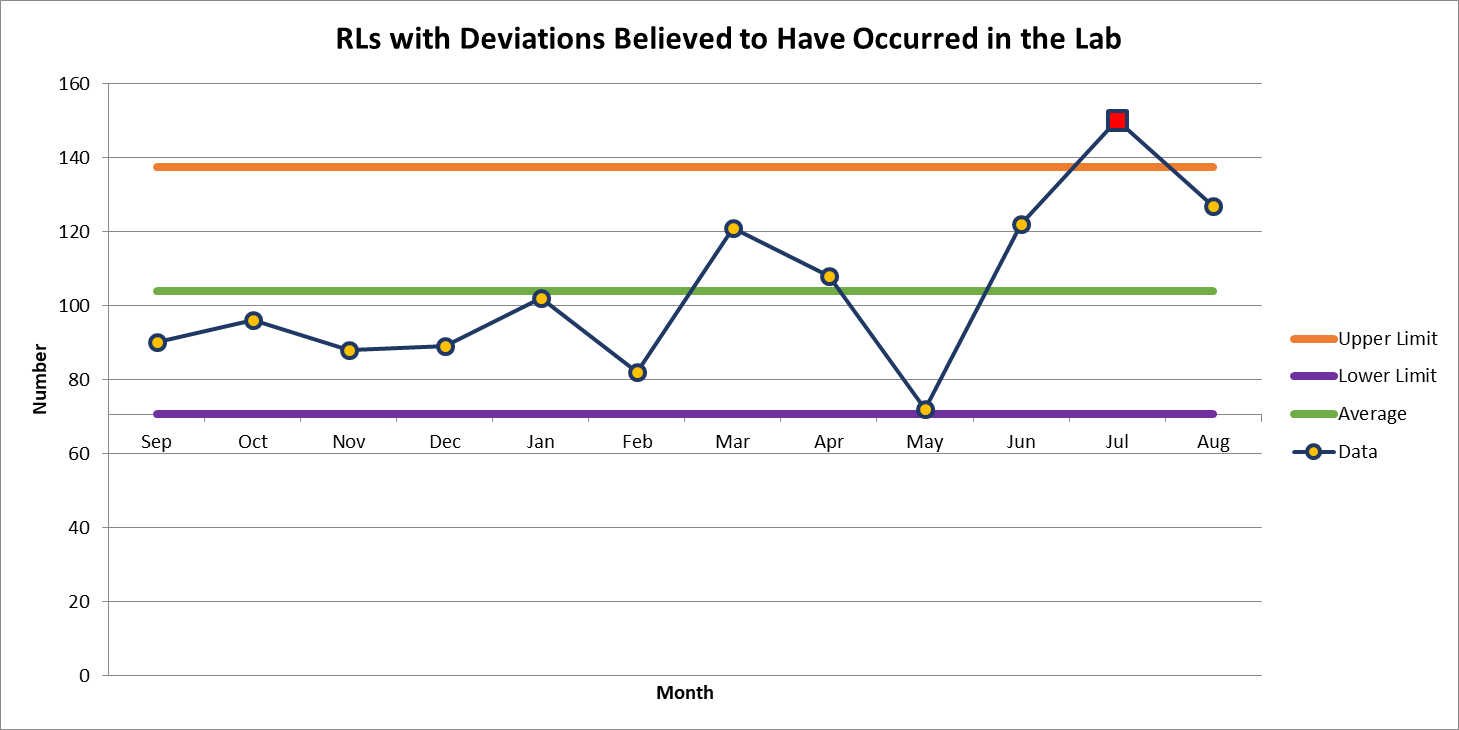 RLs with Deviations Believed to Have Occurred in the Lab
160
140
120
100
80
60
40
20
0
Number
Sep Oct Nov Dec Jan Feb Mar Apr May Jun Jul Aug
Month
Upper Limit
Lower Limit
Average
Data